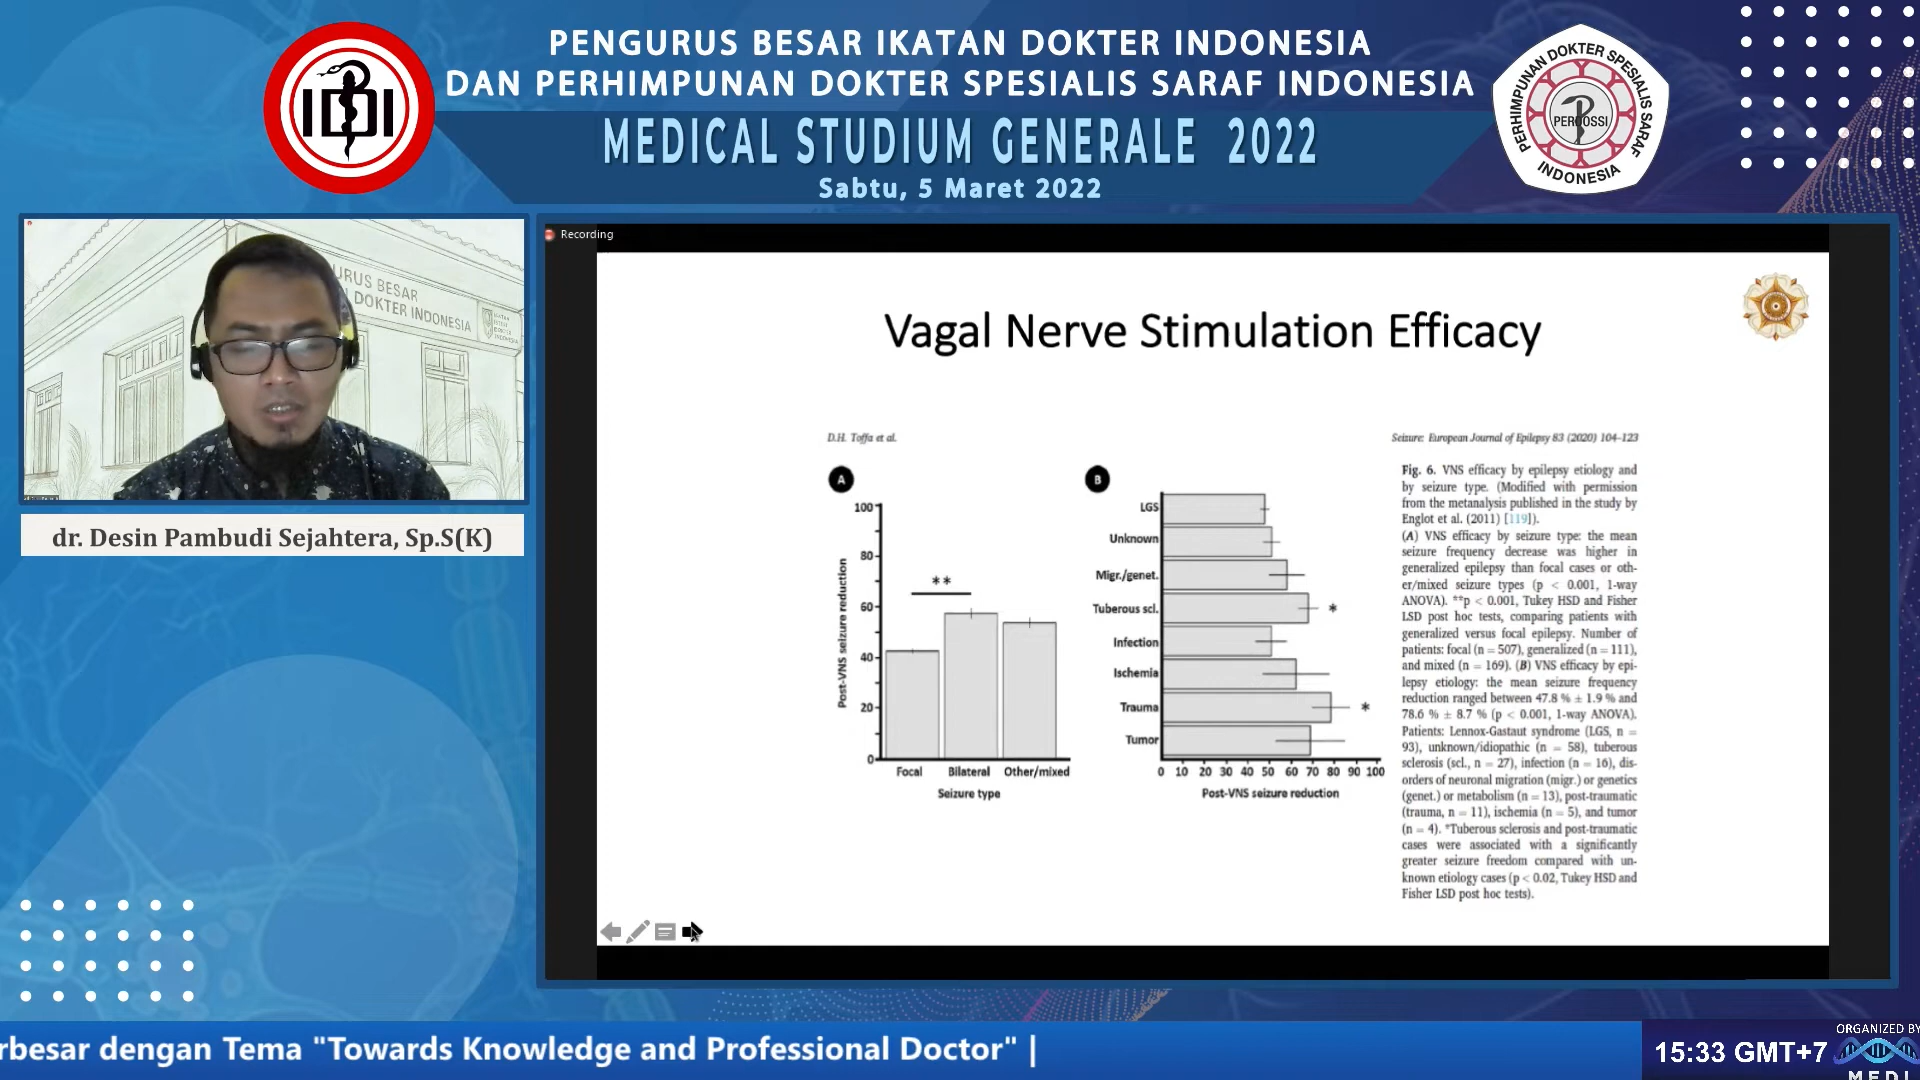 PENGURUS BESAR IKATAN DOKTER INDONESIA
DAN PERHIMPUNAN DOKTER SPESIALIS SARAF INDONESIA
MEDICAL STUDIUM GENERALE 2022
Sabtu, 5 Maret 2022
IDI
PERHIMPUNAN DOKTER SPESIALIS SARAF
INDONESIA
PERDOSSI
URUS BESAR
DOKTER INDONESIA
dr. Desin Pambudi Sejahtera, Sp.S(K)
Recording
Vagal Nerve Stimulation Efficacy
D.H. Toffa et al.
Seizure: European Journal of Epilepsy 83 (2020) 104-123
A
Post-VNS seizure reduction
100
80
60
40
20
0
**
Focal Bilateral Other/mixed
Seizure type
B
LGS
Unknown
Migr./genet.
Tuberous scl. *
Infection
Ischemia
Trauma *
Tumor
0 10 20 30 40 50 60 70 80 90 100
Post-VNS seizure reduction
Fig. 6. VNS efficacy by epilepsy etiology and
by seizure type. (Modified with permission
from the metanalysis published in the study by
Englot et al. (2011) [119]).
(A) VNS efficacy by seizure type: the mean
seizure frequency decrease was higher in
generalized epilepsy than focal cases or oth-
er/mixed seizure types (p < 0.001, 1-way
ANOVA). **p < 0.001, Tukey HSD and Fisher
LSD post hoc tests, comparing patients with
generalized versus focal epilepsy. Number of
patients: focal (n = 507), generalized (n = 111),
and mixed (n = 169). (B) VNS efficacy by epi-
lepsy etiology: the mean seizure frequency
reduction ranged between 47.8 % ± 1.9 % and
78.6 % ± 8.7 % (p < 0.001, 1-way ANOVA).
Patients: Lennox-Gastaut syndrome (LGS, n =
93), unknown/idiopathic (n = 58), tuberous
sclerosis (scl., n = 27), infection (n = 16), dis-
orders of neuronal migration (migr.) or genetics
(genet.) or metabolism (n = 13), post-traumatic
(trauma, n = 11), ischemia (n = 5), and tumor
(n = 4). *Tuberous sclerosis and post-traumatic
cases were associated with a significantly
greater seizure freedom compared with un-
known etiology cases (p < 0.02, Tukey HSD and
Fisher LSD post hoc tests).
rbesar dengan Tema "Towards Knowledge and Professional Doctor" |
15:33 GMT+7
ORGANIZED BY
MEDI